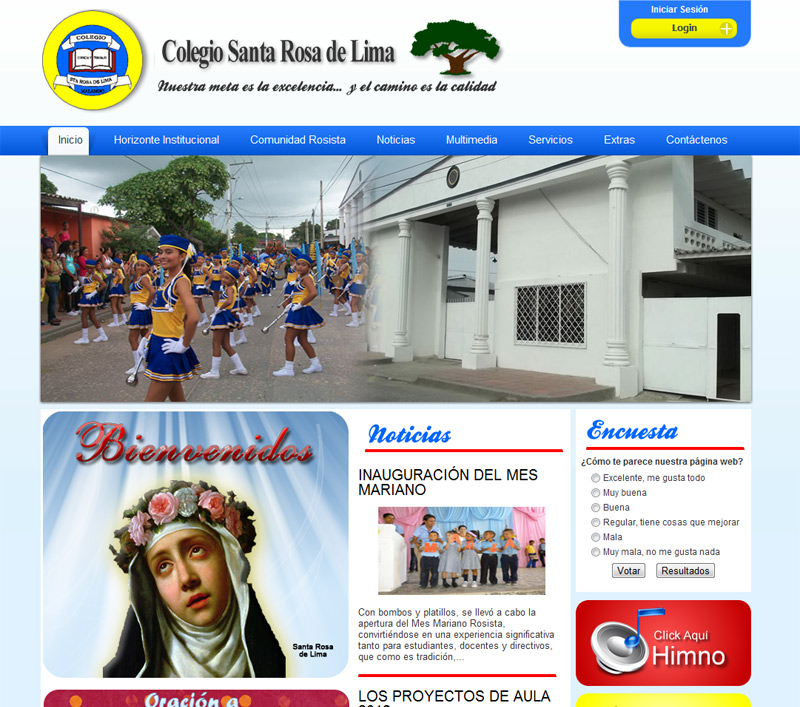 Iniciar Sesión
Login
COLEGIO
STA ROSA DE LIMA
MALAMBO
Colegio Santa Rosa de Lima
Nuestra meta es la excelencia... y el camino es la calidad
Inicio
Horizonte Institucional
Comunidad Rosista
Noticias
Multimedia
Servicios
Extras
Contáctenos
Bienvenidos
Santa Rosa
de Lima
Oración a
Noticias
INAUGURACIÓN DEL MES
MARIANO
Con bombos y platillos, se llevó a cabo la
apertura del Mes Mariano Rosista,
convirtiéndose en una experiencia significativa
tanto para estudiantes, docentes y directivos,
que como es tradición,...
LOS PROYECTOS DE AULA
Encuesta
¿Cómo te parece nuestra página web?
Excelente, me gusta todo
Muy buena
Buena
Regular, tiene cosas que mejorar
Mala
Muy mala, no me gusta nada
Votar
Resultados
Click Aquí
Himno